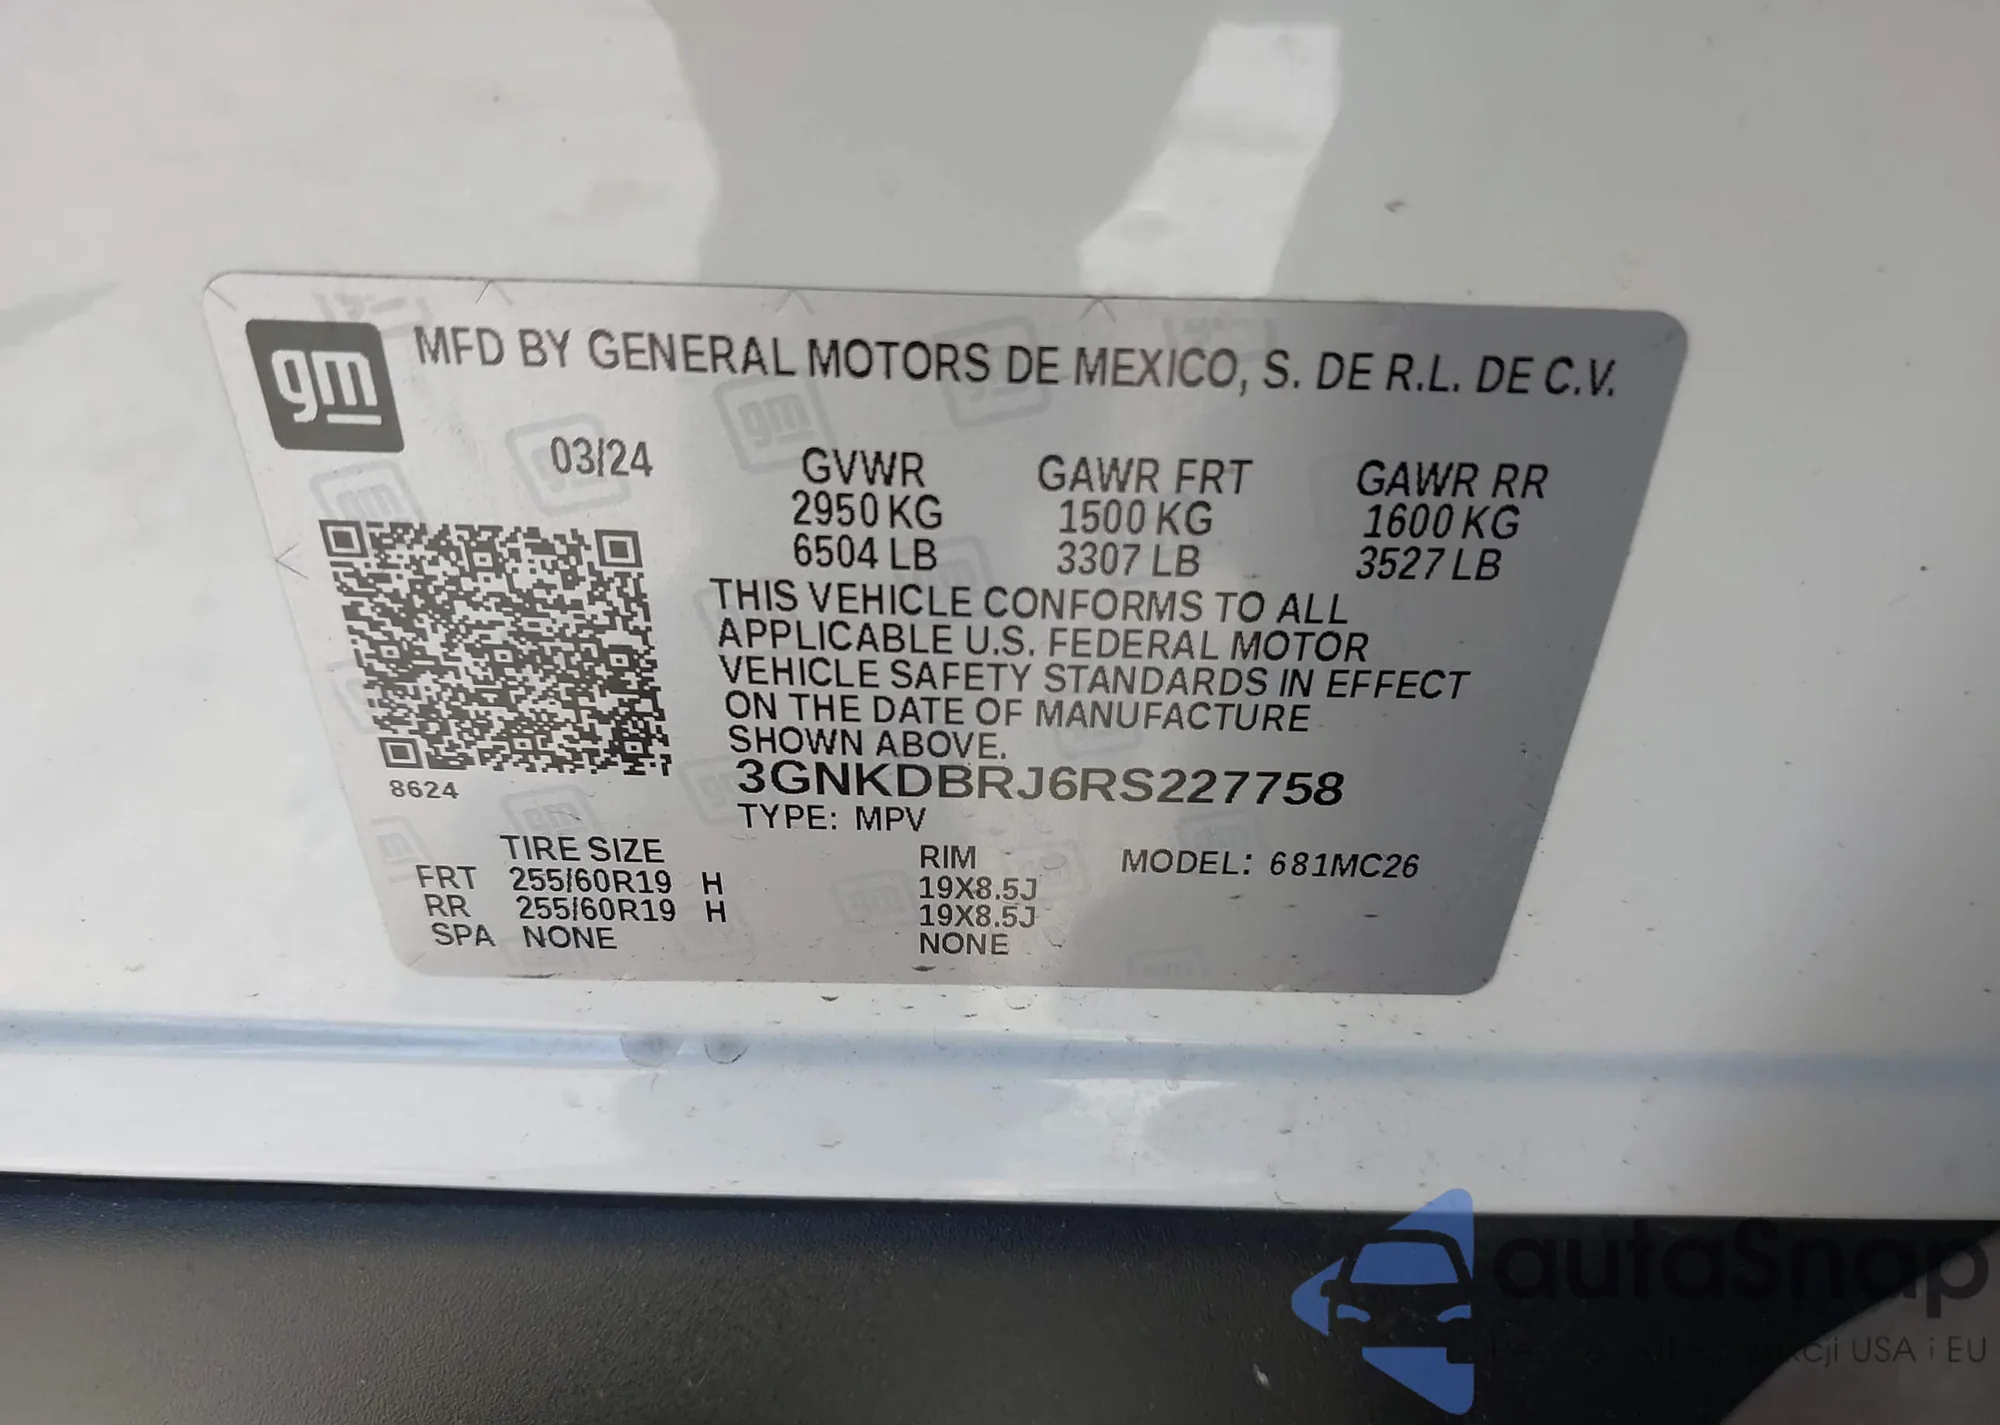 gm
MFD BY GENERAL MOTORS DE MEXICO, S. DE R.L. DE C.V.
03/24
GVWR GAWR FRT GAWR RR
2950 KG 1500 KG 1600 KG
6504 LB 3307 LB 3527 LB
THIS VEHICLE CONFORMS TO ALL
APPLICABLE U.S. FEDERAL MOTOR
VEHICLE SAFETY STANDARDS IN EFFECT
ON THE DATE OF MANUFACTURE
SHOWN ABOVE.
3GNKDBRJ6RS227758
8624
TYPE: MPV
TIRE SIZE RIM MODEL: 681MC26
FRT 255/60R19 H 19X8.5J
RR 255/60R19 H 19X8.5J
SPA NONE NONE
autaSnap
USA i EU